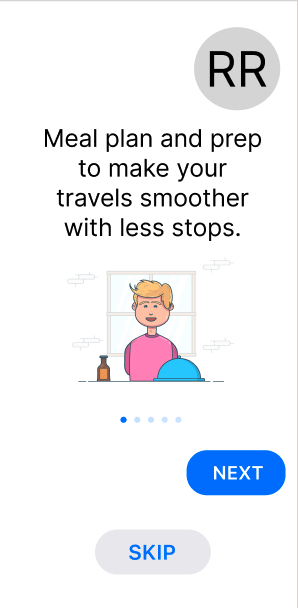 RR
Meal plan and prep
to make your
travels smoother
with less stops.
NEXT
SKIP